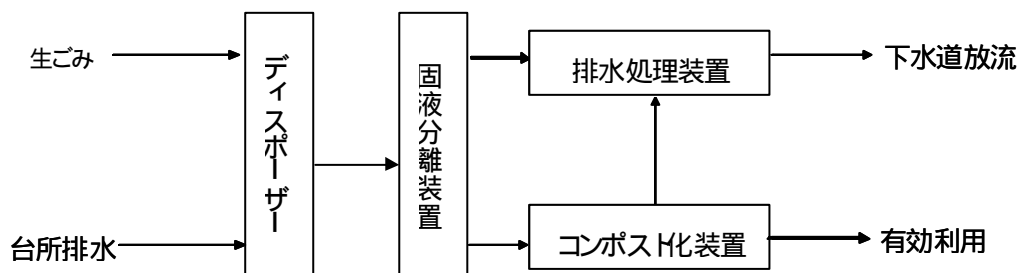 生ごみ
台所排水
ディスポーザー
固液分離装置
排水処理装置
コンポスト化装置
下水道放流
有効利用